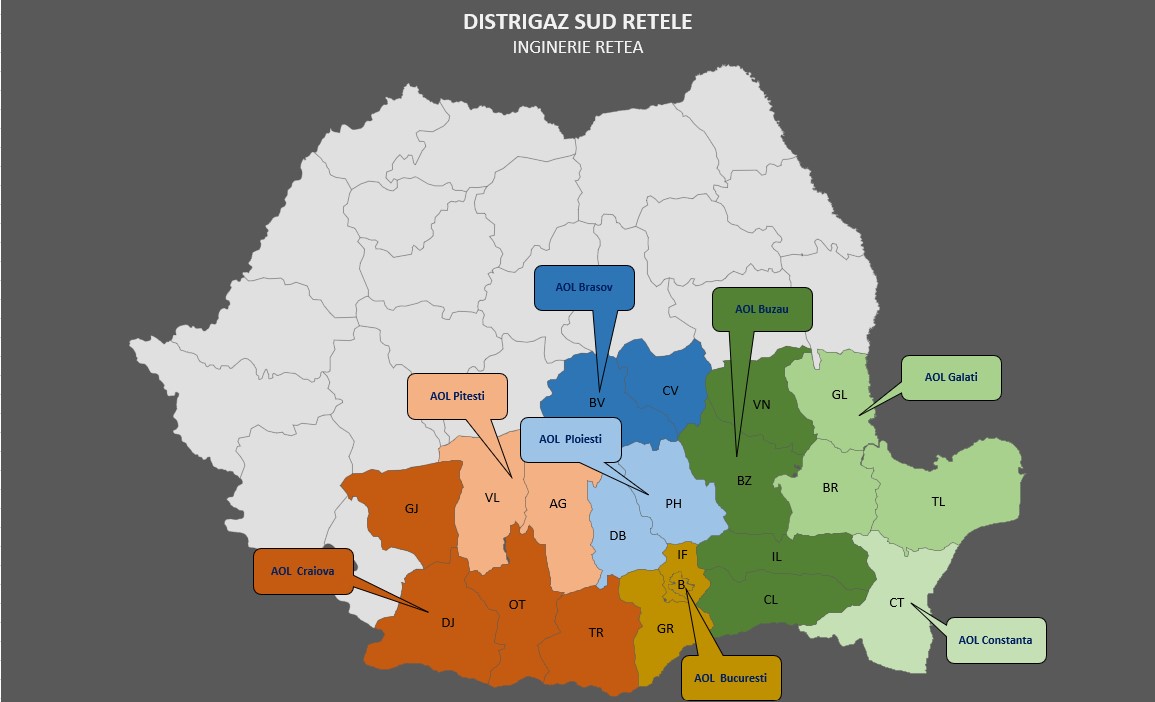 DISTRIGAZ SUD RETELE
INGINERIE RETEA
AOL Brasov
AOL Buzau
AOL Galati
AOL Pitesti
AOL Ploiesti
BV
CV
VN
GL
GJ
VL
AG
DB
PH
BZ
BR
TL
IF
IL
AOL Craiova
B
CL
CT
DJ
OT
TR
GR
AOL Constanta
AOL Bucuresti